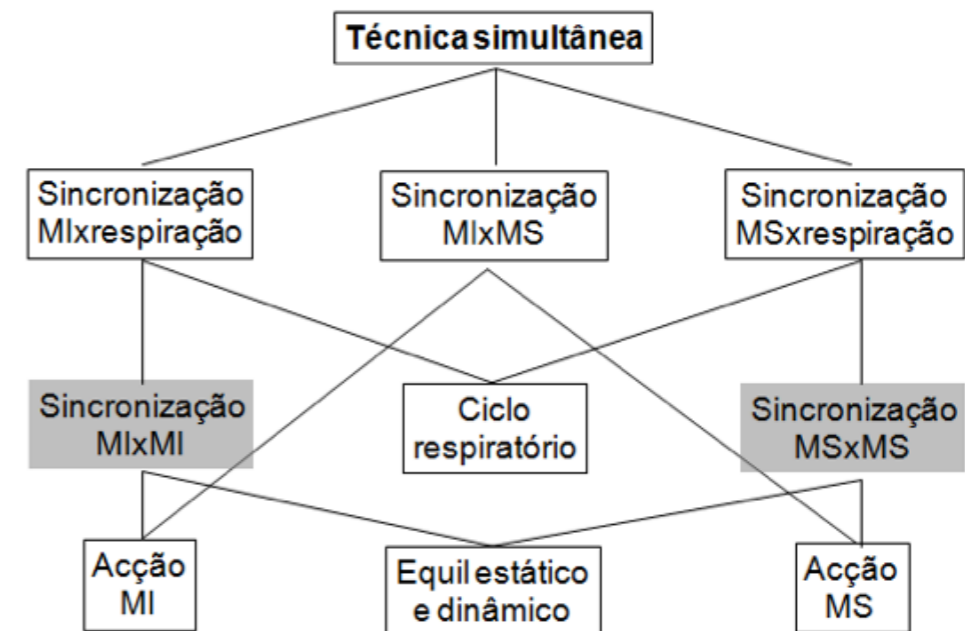 Técnica simultânea
Sincronização
MIxrespiração
Sincronização
MIxMS
Sincronização
MSxrespiração
Sincronização
MIxMI
Ciclo
respiratório
Sincronização
MSxMS
Acção
MI
Equil estático
e dinâmico
Acção
MS